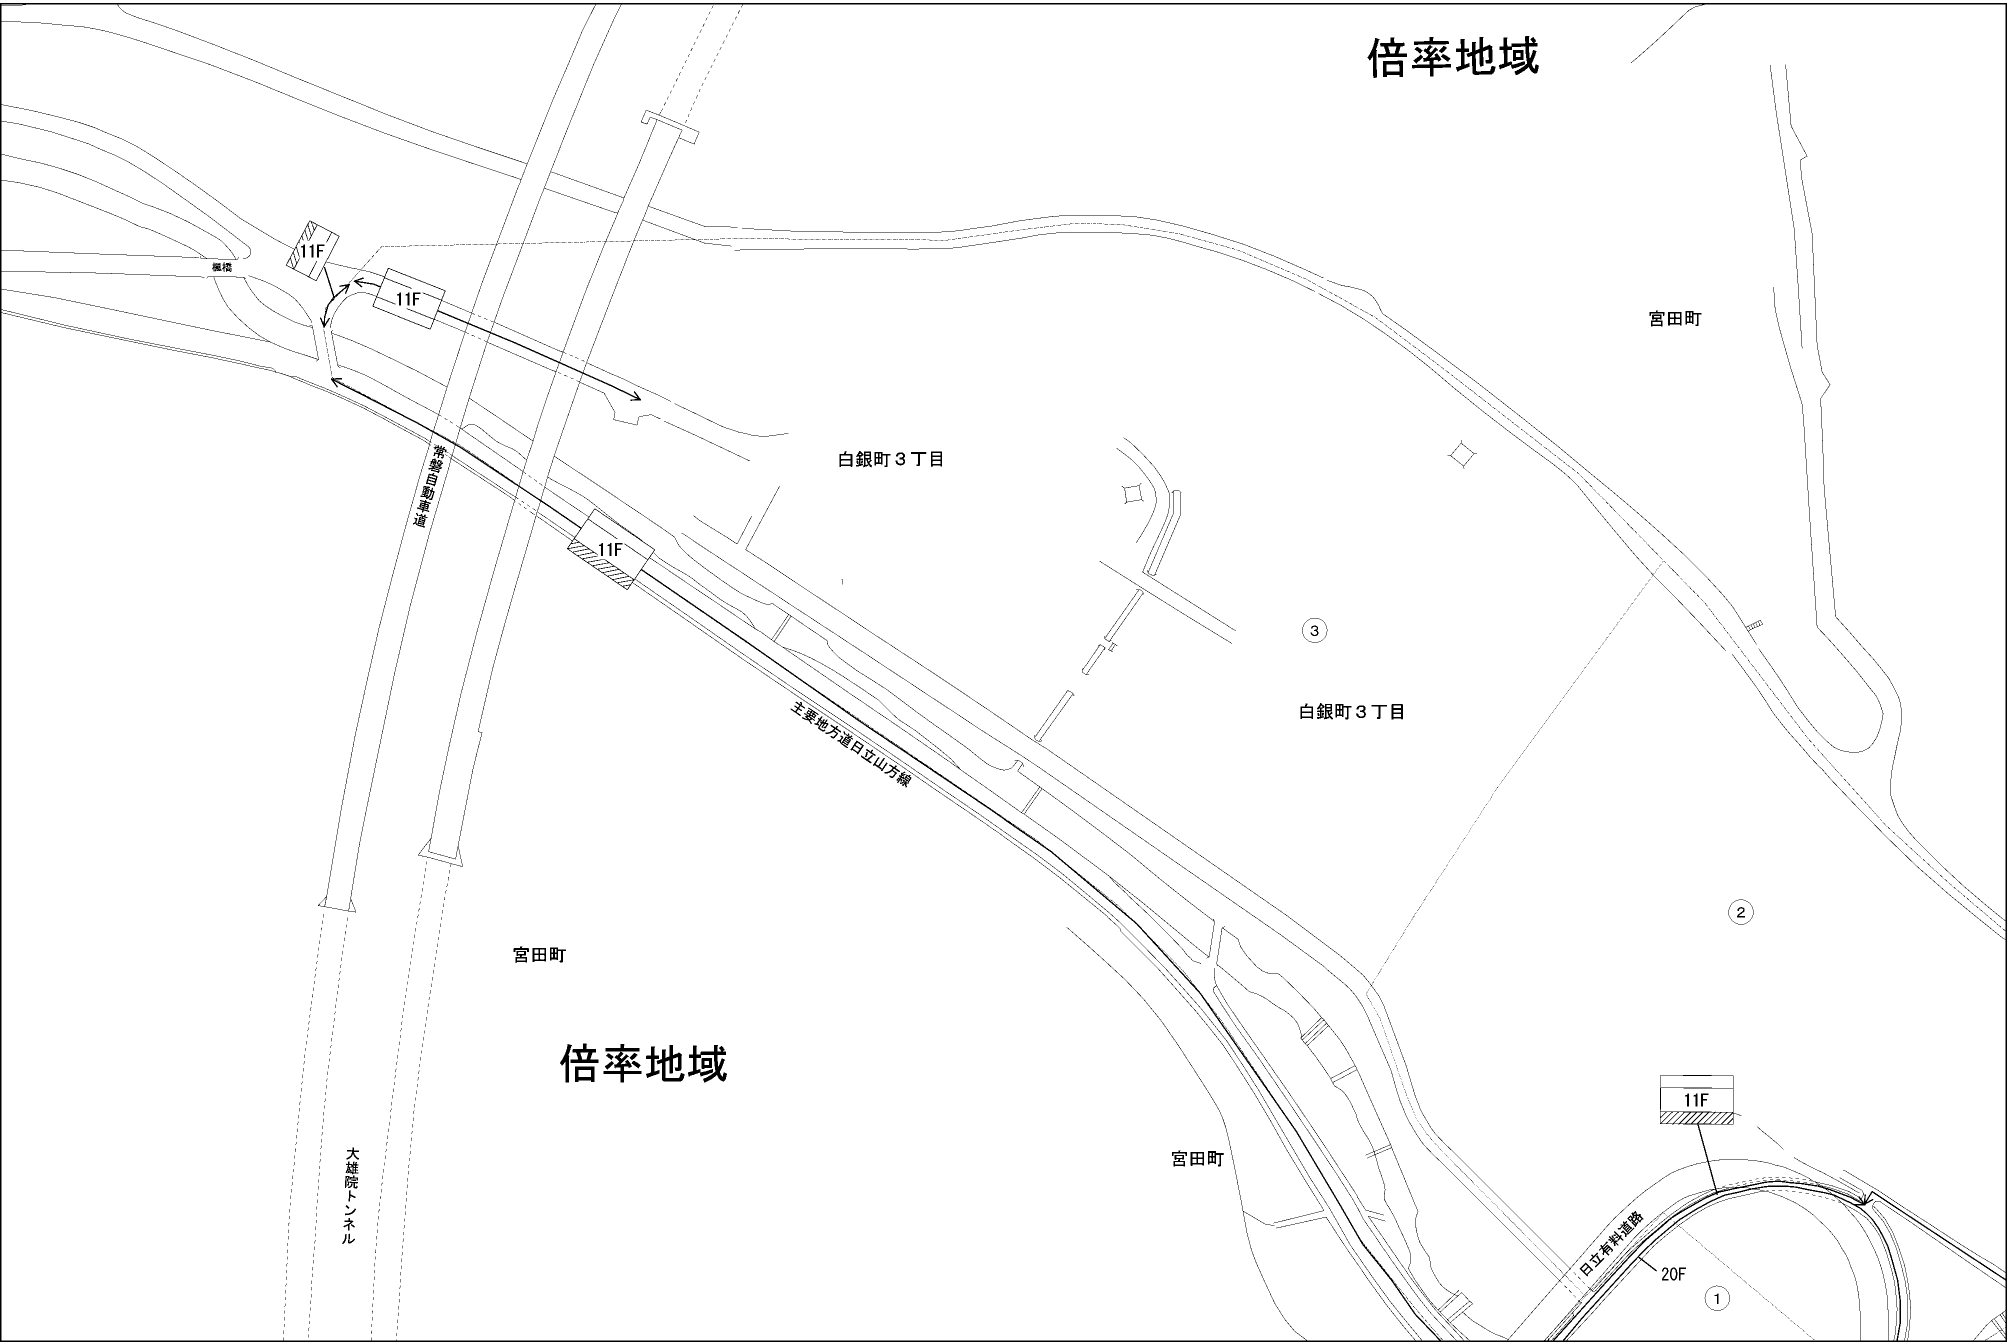 倍率地域
11F
楓橋
11F
宮田町
白銀町３丁目
常磐自動車道
11F
3
白銀町３丁目
主要地方道日立山方線
2
宮田町
倍率地域
11F
大雄院トンネル
宮田町
日立有料道路
20F
1